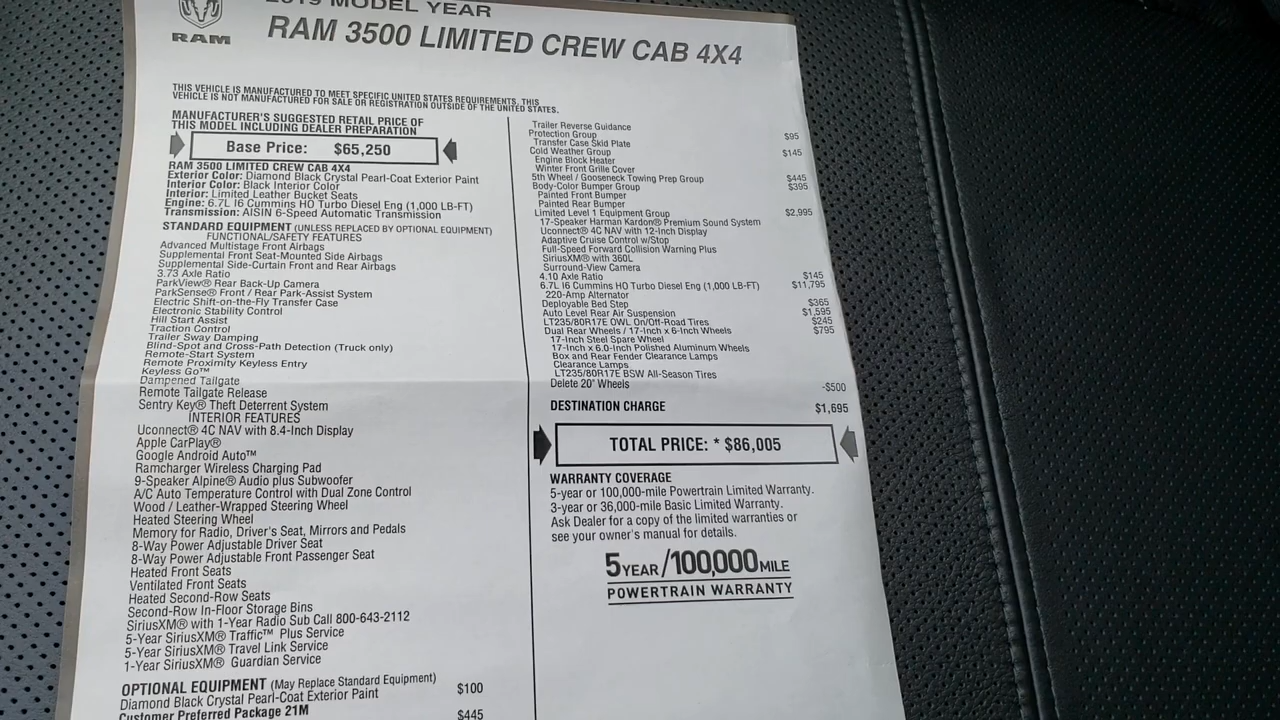 2019 MODEL YEAR
RAM
RAM 3500 LIMITED CREW CAB 4X4
THIS VEHICLE IS MANUFACTURED TO MEET SPECIFIC UNITED STATES REQUIREMENTS. THIS
VEHICLE IS NOT MANUFACTURED FOR SALE OR REGISTRATION OUTSIDE OF THE UNITED STATES.
MANUFACTURER'S SUGGESTED RETAIL PRICE OF
THIS MODEL INCLUDING DEALER PREPARATION
Base Price: $65,250
RAM 3500 LIMITED CREW CAB 4X4
Exterior Color: Diamond Black Crystal Pearl-Coat Exterior Paint
Interior Color: Black Interior Color
Interior: Limited Leather Bucket Seats
Engine: 6.7L I6 Cummins HO Turbo Diesel Eng (1,000 LB-FT)
Transmission: AISIN 6-Speed Automatic Transmission
STANDARD EQUIPMENT (UNLESS REPLACED BY OPTIONAL EQUIPMENT)
FUNCTIONAL/SAFETY FEATURES
Advanced Multistage Front Airbags
Supplemental Front Seat-Mounted Side Airbags
Supplemental Side-Curtain Front and Rear Airbags
3.73 Axle Ratio
ParkView® Rear Back-Up Camera
ParkSense® Front / Rear Park-Assist System
Electric Shift-on-the-Fly Transfer Case
Electronic Stability Control
Hill Start Assist
Traction Control
Trailer Sway Damping
Blind-Spot and Cross-Path Detection (Truck only)
Remote-Start System
Remote Proximity Keyless Entry
Keyless Go™
Dampened Tailgate
Remote Tailgate Release
Sentry Key® Theft Deterrent System
INTERIOR FEATURES
Uconnect® 4C NAV with 8.4-Inch Display
Apple CarPlay®
Google Android Auto™
Ramcharger Wireless Charging Pad
9-Speaker Alpine® Audio plus Subwoofer
A/C Auto Temperature Control with Dual Zone Control
Wood / Leather-Wrapped Steering Wheel
Heated Steering Wheel
Memory for Radio, Driver's Seat, Mirrors and Pedals
8-Way Power Adjustable Driver Seat
8-Way Power Adjustable Front Passenger Seat
Heated Front Seats
Ventilated Front Seats
Heated Second-Row Seats
Second-Row In-Floor Storage Bins
SiriusXM® with 1-Year Radio Sub Call 800-643-2112
5-Year SiriusXM® Traffic™ Plus Service
5-Year SiriusXM® Travel Link Service
1-Year SiriusXM® Guardian Service
OPTIONAL EQUIPMENT (May Replace Standard Equipment)
Diamond Black Crystal Pearl-Coat Exterior Paint $100
Customer Preferred Package 21M $445
Trailer Reverse Guidance
Protection Group $95
Transfer Case Skid Plate
Cold Weather Group $145
Engine Block Heater
Winter Front Grille Cover
5th Wheel / Gooseneck Towing Prep Group $445
Body-Color Bumper Group $395
Painted Front Bumper
Painted Rear Bumper
Limited Level 1 Equipment Group $2,995
17-Speaker Harman Kardon® Premium Sound System
Uconnect® 4C NAV with 12-Inch Display
Adaptive Cruise Control w/Stop
Full-Speed Forward Collision Warning Plus
SiriusXM® with 360L
Surround-View Camera
4.10 Axle Ratio $145
6.7L I6 Cummins HO Turbo Diesel Eng (1,000 LB-FT) $11,795
220-Amp Alternator
Deployable Bed Step $365
Auto Level Rear Air Suspension $1,595
LT235/80R17E OWL On/Off-Road Tires $245
Dual Rear Wheels / 17-Inch x 6-Inch Wheels $795
17-Inch Steel Spare Wheel
17-Inch x 6.0-Inch Polished Aluminum Wheels
Box and Rear Fender Clearance Lamps
Clearance Lamps
LT235/80R17E BSW All-Season Tires
Delete 20" Wheels -$500
DESTINATION CHARGE $1,695
TOTAL PRICE: * $86,005
WARRANTY COVERAGE
5-year or 100,000-mile Powertrain Limited Warranty.
3-year or 36,000-mile Basic Limited Warranty.
Ask Dealer for a copy of the limited warranties or
see your owner's manual for details.
5 YEAR/100,000 MILE
POWERTRAIN WARRANTY